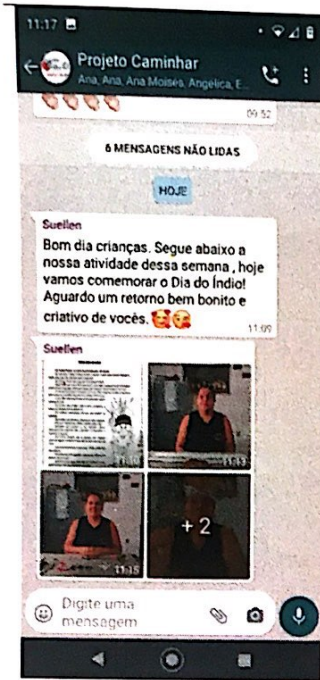 11:17
Projeto Caminhar
Ana, Ana, Ana Moisés, Angélica, E...
09:52
6 MENSAGENS NÃO LIDAS
HOJE
Suellen
Bom dia crianças. Segue abaixo a
nossa atividade dessa semana , hoje
vamos comemorar o Dia do Índio!
Aguardo um retorno bem bonito e
criativo de vocês.
11:09
Suellen
11:10
11:13
11:15
+ 2
Digite uma
mensagem